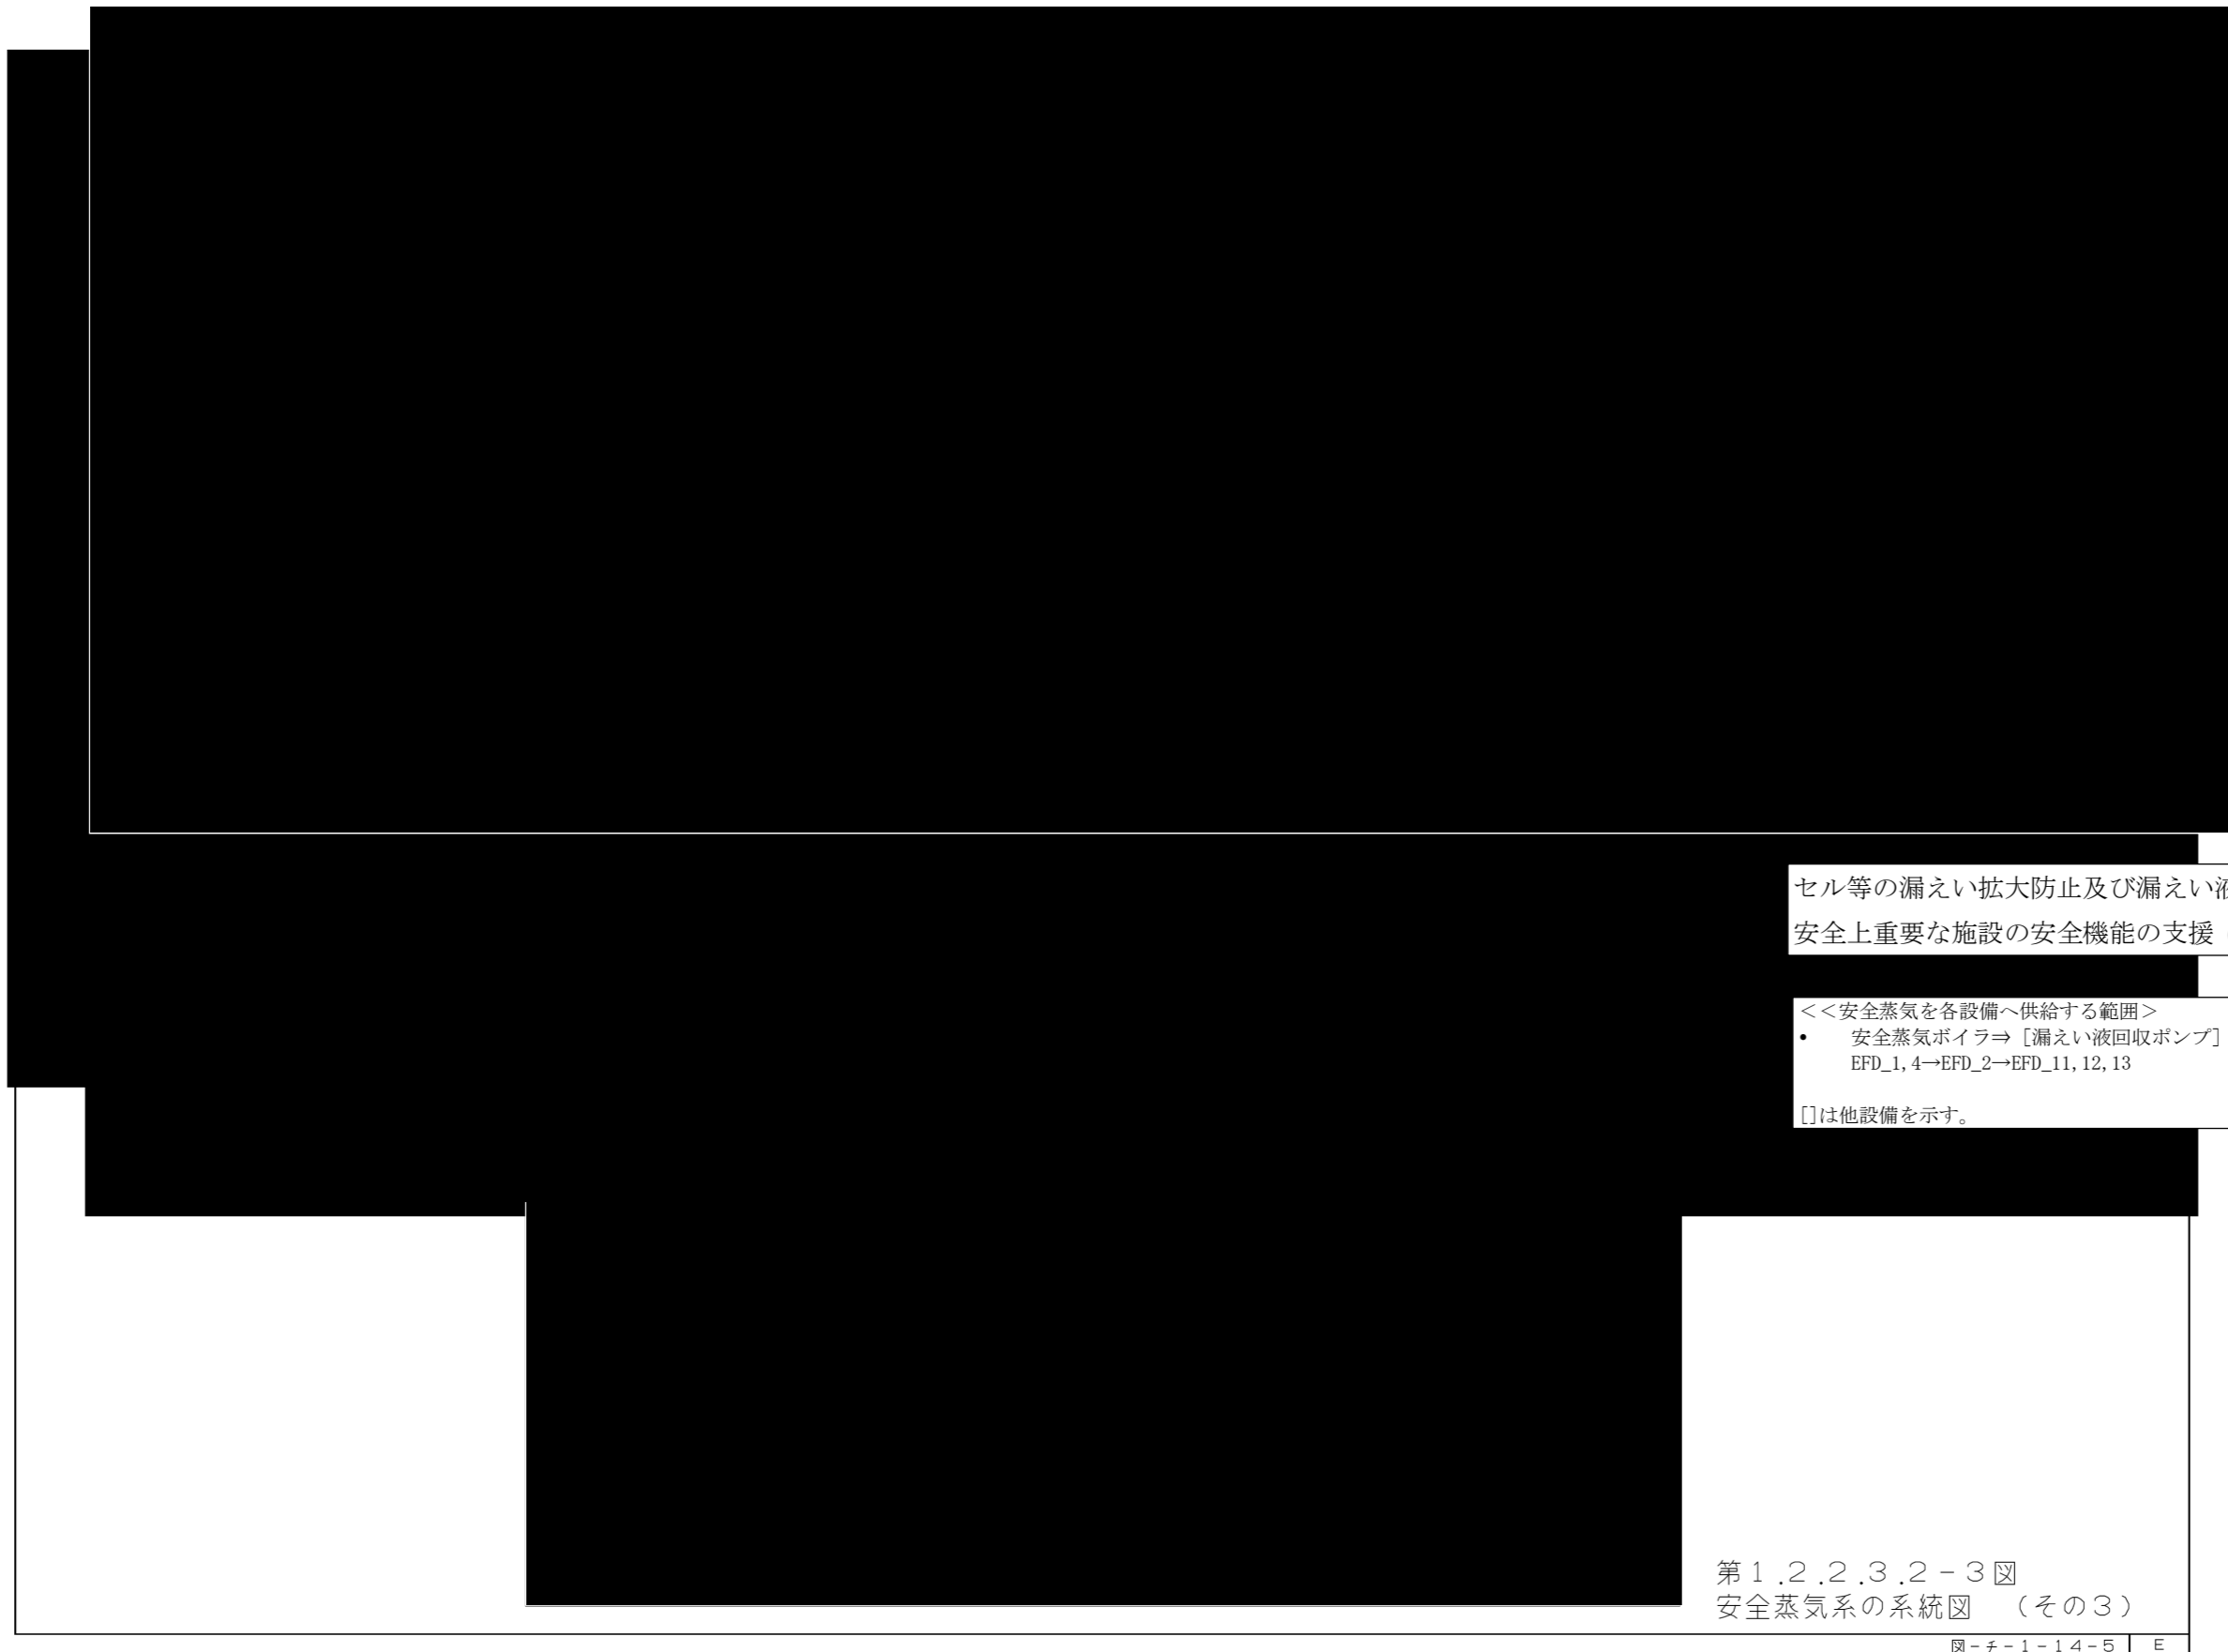 セル等の漏えい拡大防止及び漏えい
安全上重要な施設の安全機能の支援
＜＜安全蒸気を各設備へ供給する範囲＞
• 安全蒸気ボイラ⇒［漏えい液回収ポンプ］
EFD_1,4→EFD_2→EFD_11,12,13
[]は他設備を示す。
第1.2.2.3.2-3図
安全蒸気系の系統図 （その3）
図-チ-1-14-5 E